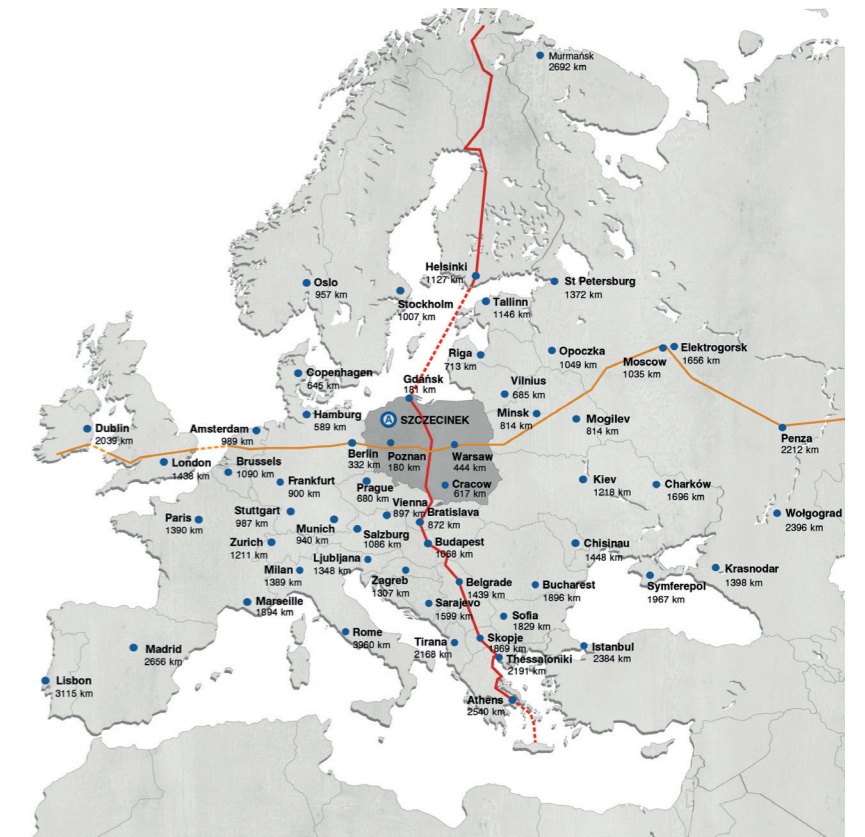 Murmańsk
2692 km
Helsinki
1127 km
Oslo
957 km
Stockholm
1007 km
St Petersburg
1372 km
Tallinn
1146 km
Riga
713 km
Opoczka
1049 km
Moscow
1035 km
Elektrogorsk
1656 km
Copenhagen
645 km
Gdańsk
181 km
Vilnius
685 km
Hamburg
589 km
A SZCZECINEK
Minsk
814 km
Mogilev
814 km
Dublin
2039 km
Amsterdam
989 km
Penza
2212 km
London
1438 km
Brussels
1090 km
Berlin
332 km
Poznan
180 km
Warsaw
444 km
Frankfurt
900 km
Prague
680 km
Cracow
617 km
Kiev
1218 km
Charków
1696 km
Stuttgart
987 km
Vienna
897 km
Bratislava
872 km
Wołgograd
2396 km
Paris
1390 km
Munich
940 km
Salzburg
1086 km
Zurich
1211 km
Budapest
1068 km
Chisinau
1448 km
Ljubljana
1348 km
Milan
1389 km
Zagreb
1307 km
Belgrade
1439 km
Bucharest
1896 km
Symferepol
1967 km
Krasnodar
1398 km
Marseille
1894 km
Sarajevo
1599 km
Sofia
1829 km
Rome
3960 km
Tirana
2168 km
Skopje
1869 km
Istanbul
2384 km
Madrid
2656 km
Thessaloniki
2191 km
Lisbon
3115 km
Athens
2540 km